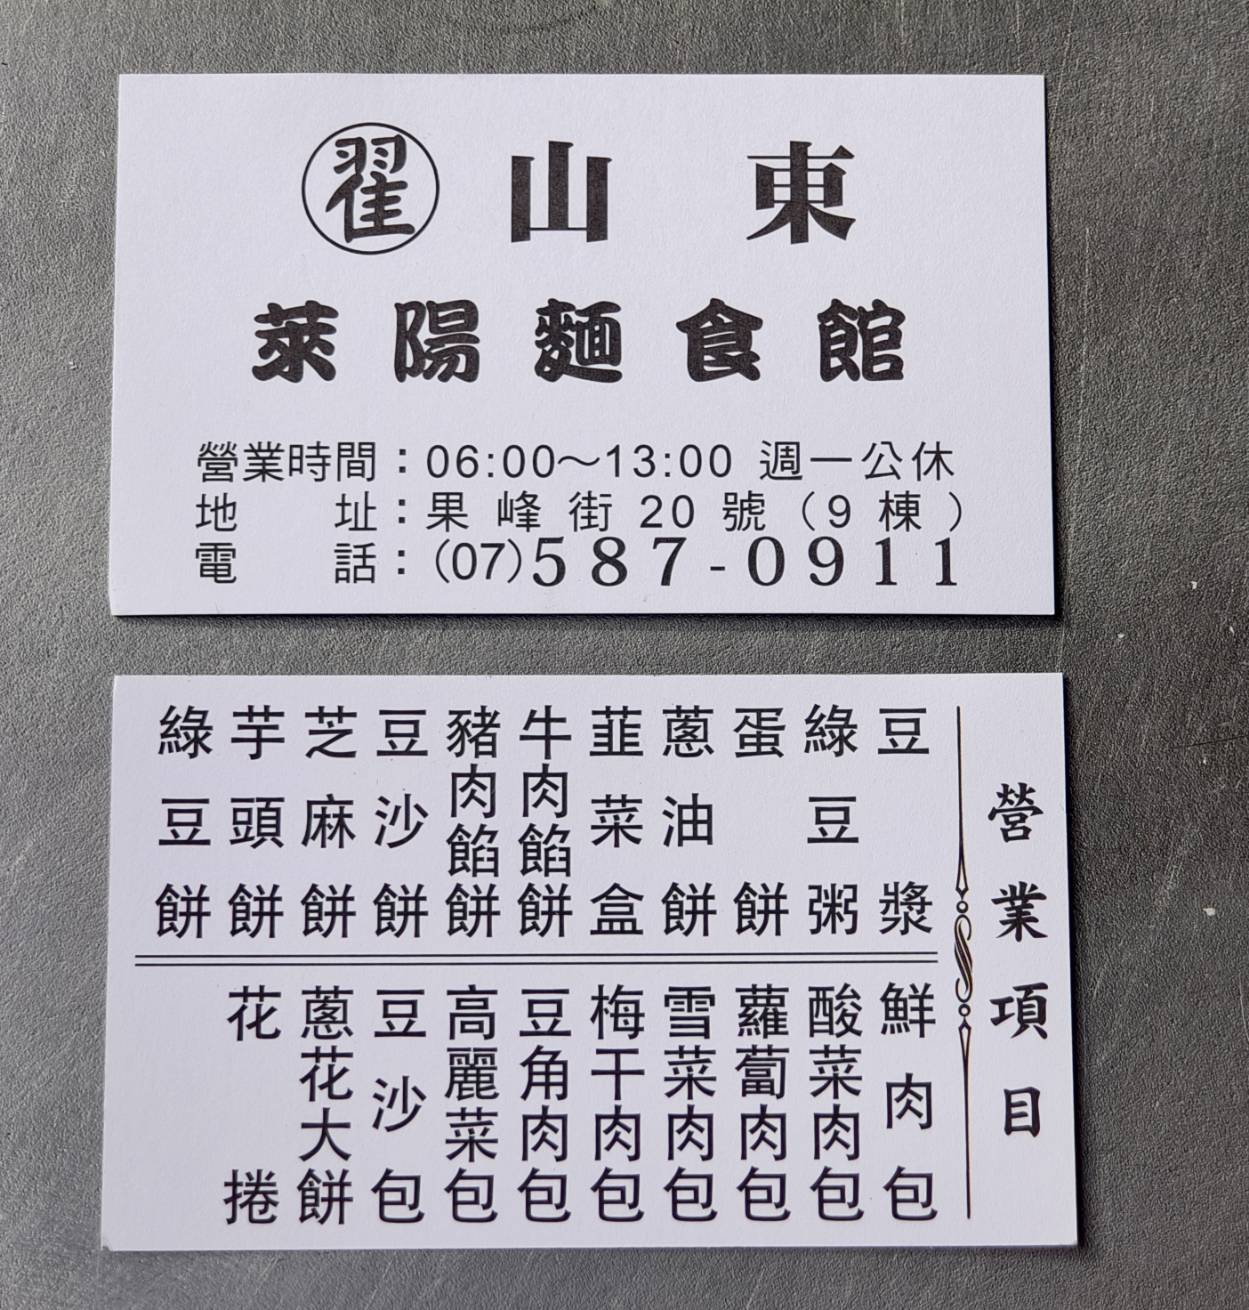 翟 山東
萊陽麵食館
營業時間：06:00～13:00 週一公休
地　　址：果峰街20號（9棟）
電　　話：(07)587-0911
營業項目
豆漿
綠豆粥
蛋餅
蔥油餅
韮菜盒
牛肉餡餅
豬肉餡餅
豆沙餅
芝麻餅
芋頭餅
綠豆餅
鮮肉包
酸菜肉包
蘿蔔肉包
雪菜肉包
梅干肉包
豆角肉包
高麗菜包
豆沙包
蔥花大餅
花捲